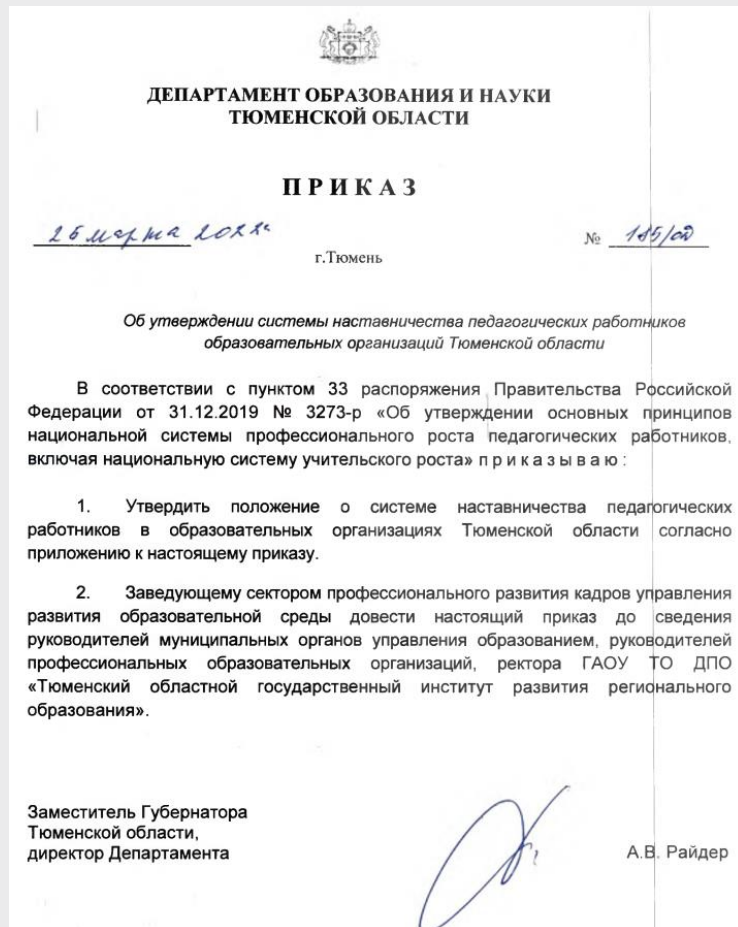 ДЕПАРТАМЕНТ ОБРАЗОВАНИЯ И НАУКИ
ТЮМЕНСКОЙ ОБЛАСТИ
ПРИКАЗ
марта 2022г №
г.Тюмень
Об утверждении системы наставничества педагогических работников
образовательных организаций Тюменской области
В соответствии с пунктом 33 распоряжения Правительства Российской
Федерации от 31.12.2019 № 3273-р «Об утверждении основных принципов
национальной системы профессионального роста педагогических работников,
включая национальную систему учительского роста» приказываю:
1. Утвердить положение о системе наставничества педагогических
работников в образовательных организациях Тюменской области согласно
приложению к настоящему приказу.
2. Заведующему сектором профессионального развития кадров управления
развития образовательной среды довести настоящий приказ до сведения
руководителей муниципальных органов управления образованием, руководителей
профессиональных образовательных организаций, ректора ГАОУ ТО ДПО
«Тюменский областной государственный институт развития регионального
образования».
Заместитель Губернатора
Тюменской области,
директор Департамента А.В. Райдер